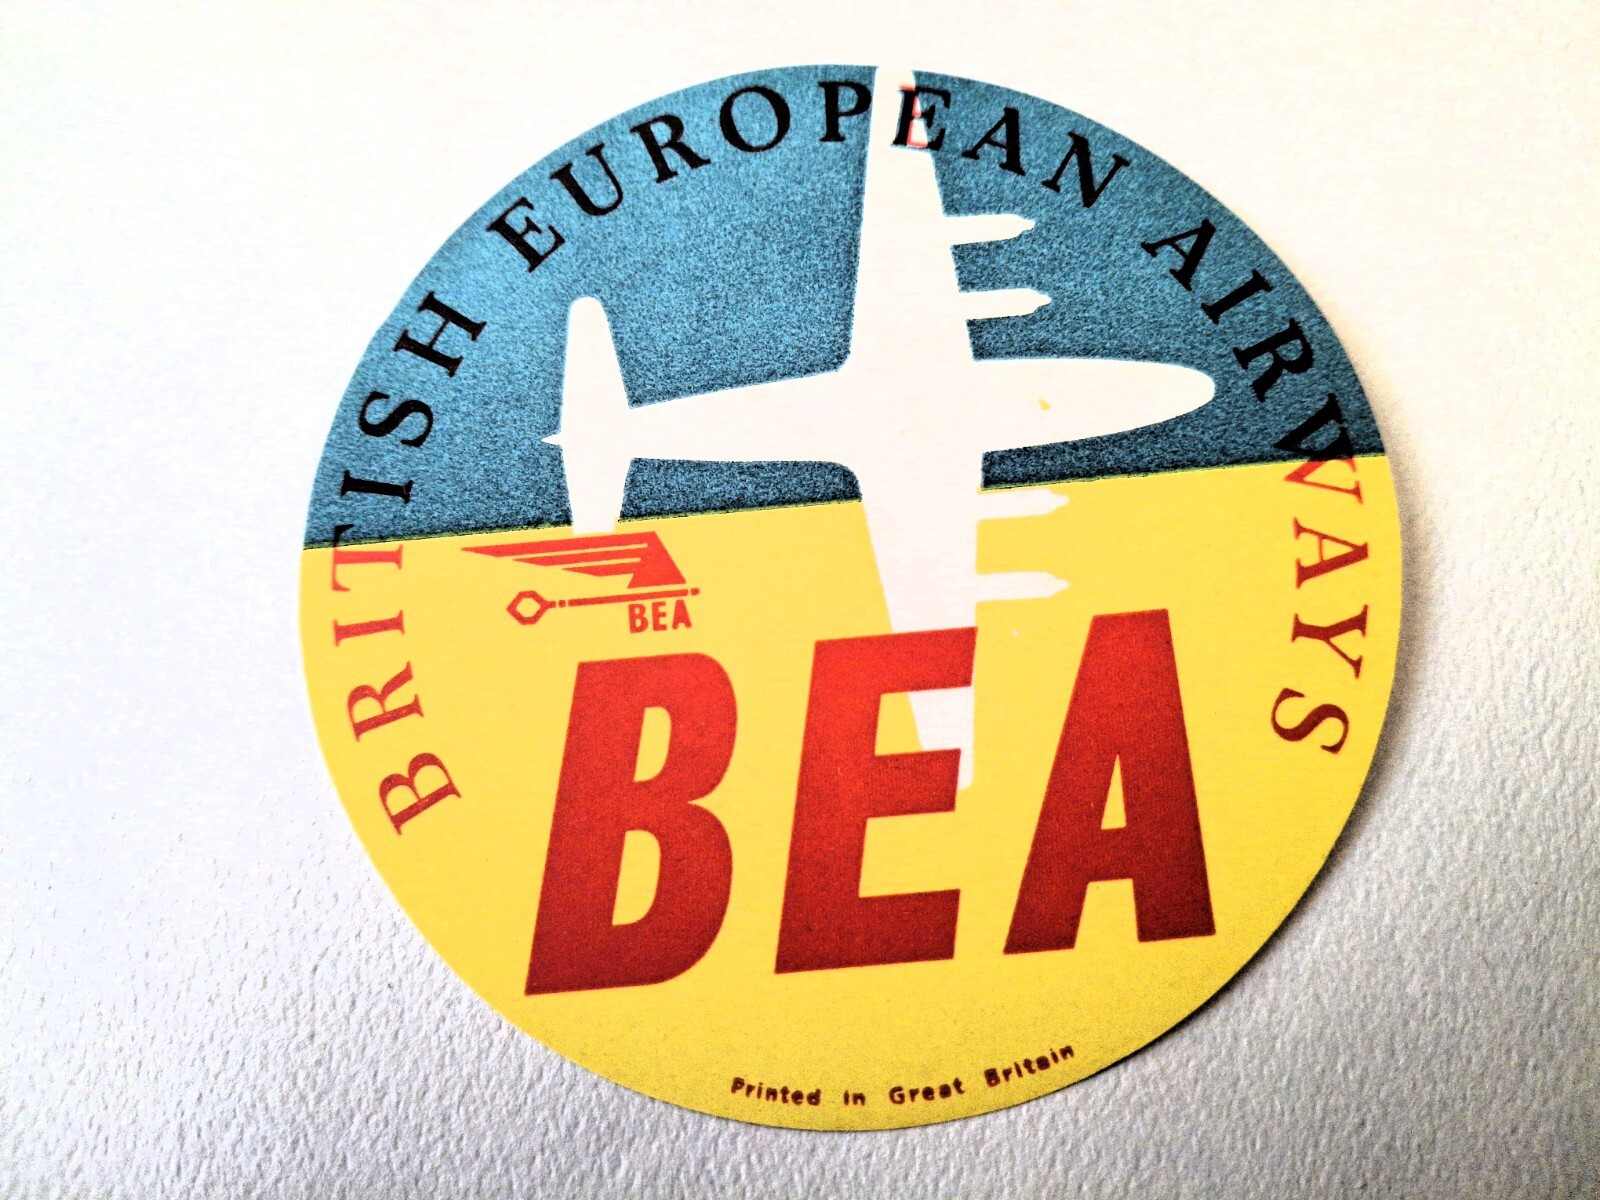 BRITISH EUROPEAN AIRWAYS
BEA
BEA
Printed in Great Britain